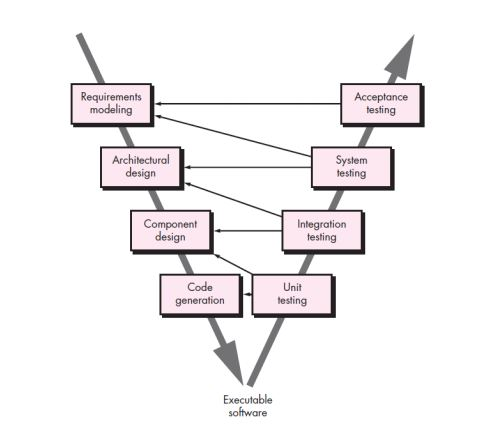 Requirements
modeling
Acceptance
testing
Architectural
design
System
testing
Component
design
Integration
testing
Code
generation
Unit
testing
Executable
software